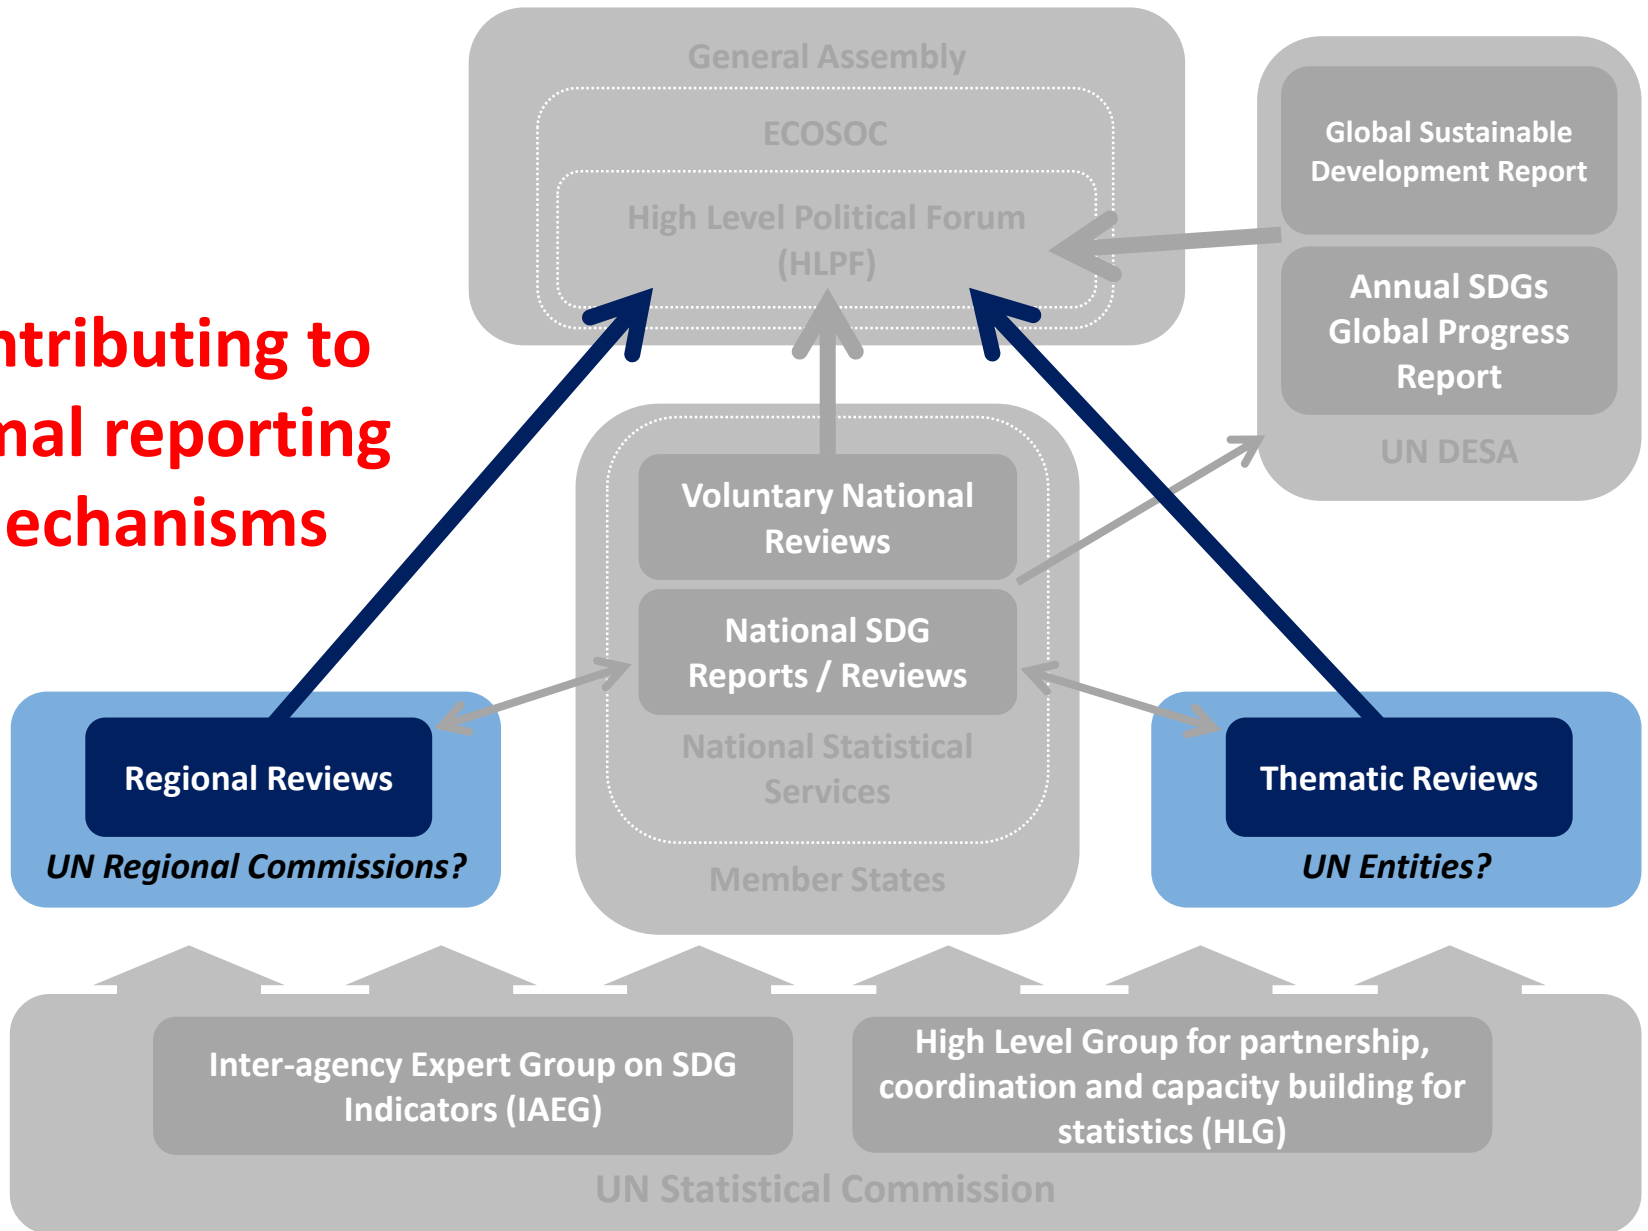 General Assembly
ECOSOC
High Level Political Forum
(HLPF)
Global Sustainable
Development Report
Annual SDGs
Global Progress
Report
UN DESA
ntributing to
mal reporting
echanisms
Voluntary National
Reviews
National SDG
Reports / Reviews
National Statistical
Services
Member States
Regional Reviews
UN Regional Commissions?
Thematic Reviews
UN Entities?
Inter-agency Expert Group on SDG
Indicators (IAEG)
High Level Group for partnership,
coordination and capacity building for
statistics (HLG)
UN Statistical Commission